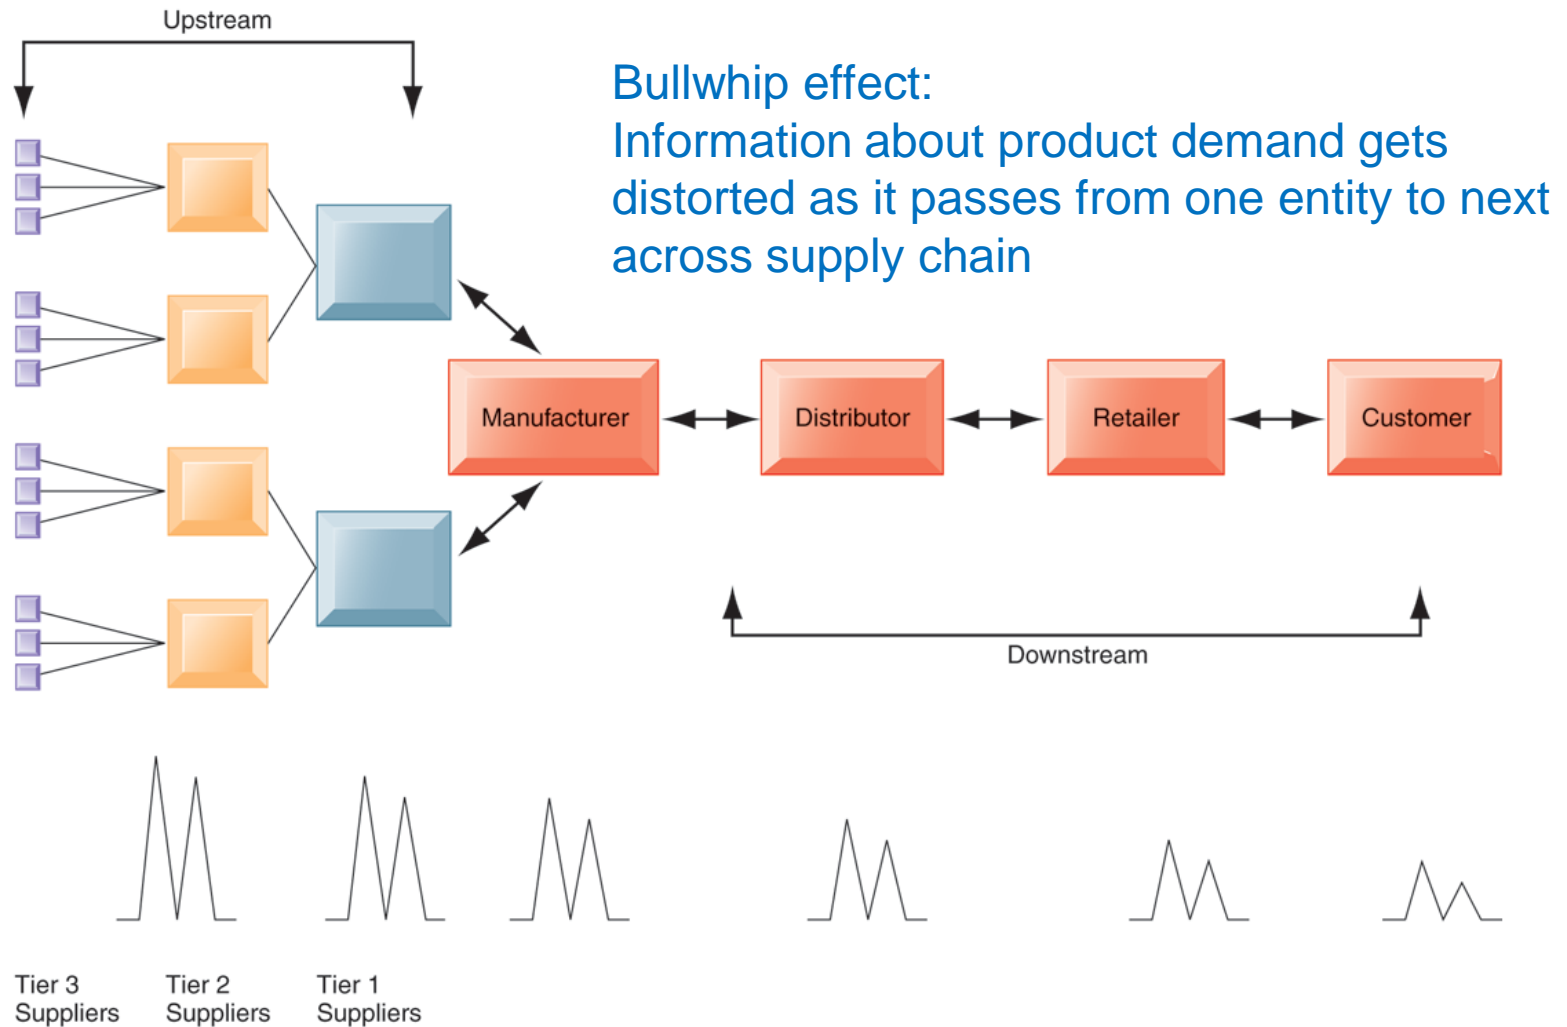 Upstream
Bullwhip effect:
Information about product demand gets
distorted as it passes from one entity to next
across supply chain
Manufacturer
Distributor
Retailer
Customer
Downstream
Tier 3
Suppliers
Tier 2
Suppliers
Tier 1
Suppliers